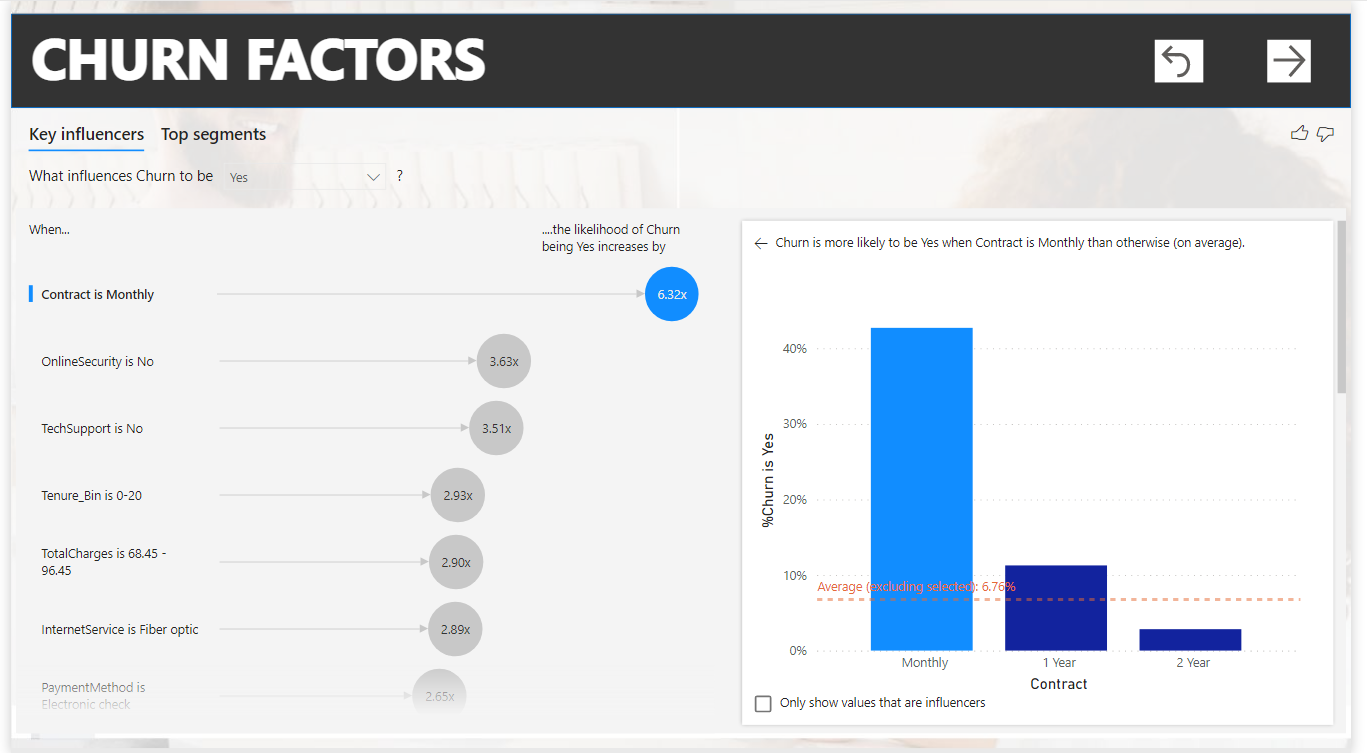 CHURN FACTORS
Key influencers Top segments
What influences Churn to be Yes ?
When...
....the likelihood of Churn
being Yes increases by
Contract is Monthly 6.32x
OnlineSecurity is No 3.63x
TechSupport is No 3.51x
Tenure_Bin is 0-20 2.93x
TotalCharges is 68.45 -
96.45
2.90x
InternetService is Fiber optic 2.89x
PaymentMethod is
Electronic check
2.65x
Churn is more likely to be Yes when Contract is Monthly than otherwise (on average).
%Churn is Yes
40%
30%
20%
10%
Average (excluding selected): 6.76%
0%
Monthly 1 Year 2 Year
Contract
Only show values that are influencers